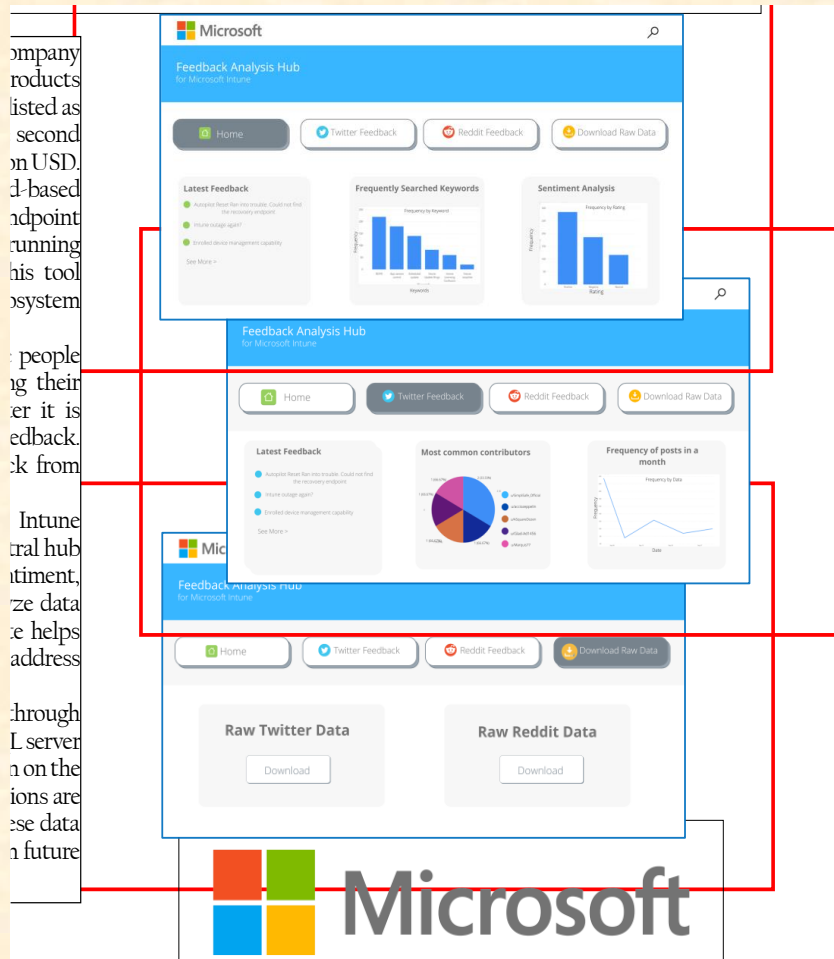 ompany
roducts
listed as
second
on USD.
d-based
ndpoint
running
his tool
osystem
people
ng their
ter it is
edback.
ck from
Intune
tral hub
ntiment,
yze data
te helps
address
through
L server
n on the
ions are
ese data
n future
Microsoft
Feedback Analysis Hub
for Microsoft Intune
Home
Twitter Feedback
Reddit Feedback
Download Raw Data
Latest Feedback
Autopilot Reset Ran into trouble. Could not find
the recovery endpoint
Intune outage again?
Enrolled device management capability
See More >
Frequently Searched Keywords
Frequency by Keyword
Frequency
Keywords
Sentiment Analysis
Frequency by Rating
Frequency
Rating
Feedback Analysis Hub
for Microsoft Intune
Home
Twitter Feedback
Reddit Feedback
Download Raw Data
Latest Feedback
Autopilot Reset Ran into trouble. Could not find
the recovery endpoint
Intune outage again?
Enrolled device management capability
See More >
Most common contributors
Frequency of posts in a
month
Frequency by Data
Frequency
Date
Mic
Feedback Analysis Hub
for Microsoft Intune
Home
Twitter Feedback
Reddit Feedback
Download Raw Data
Raw Twitter Data
Download
Raw Reddit Data
Download
Microsoft